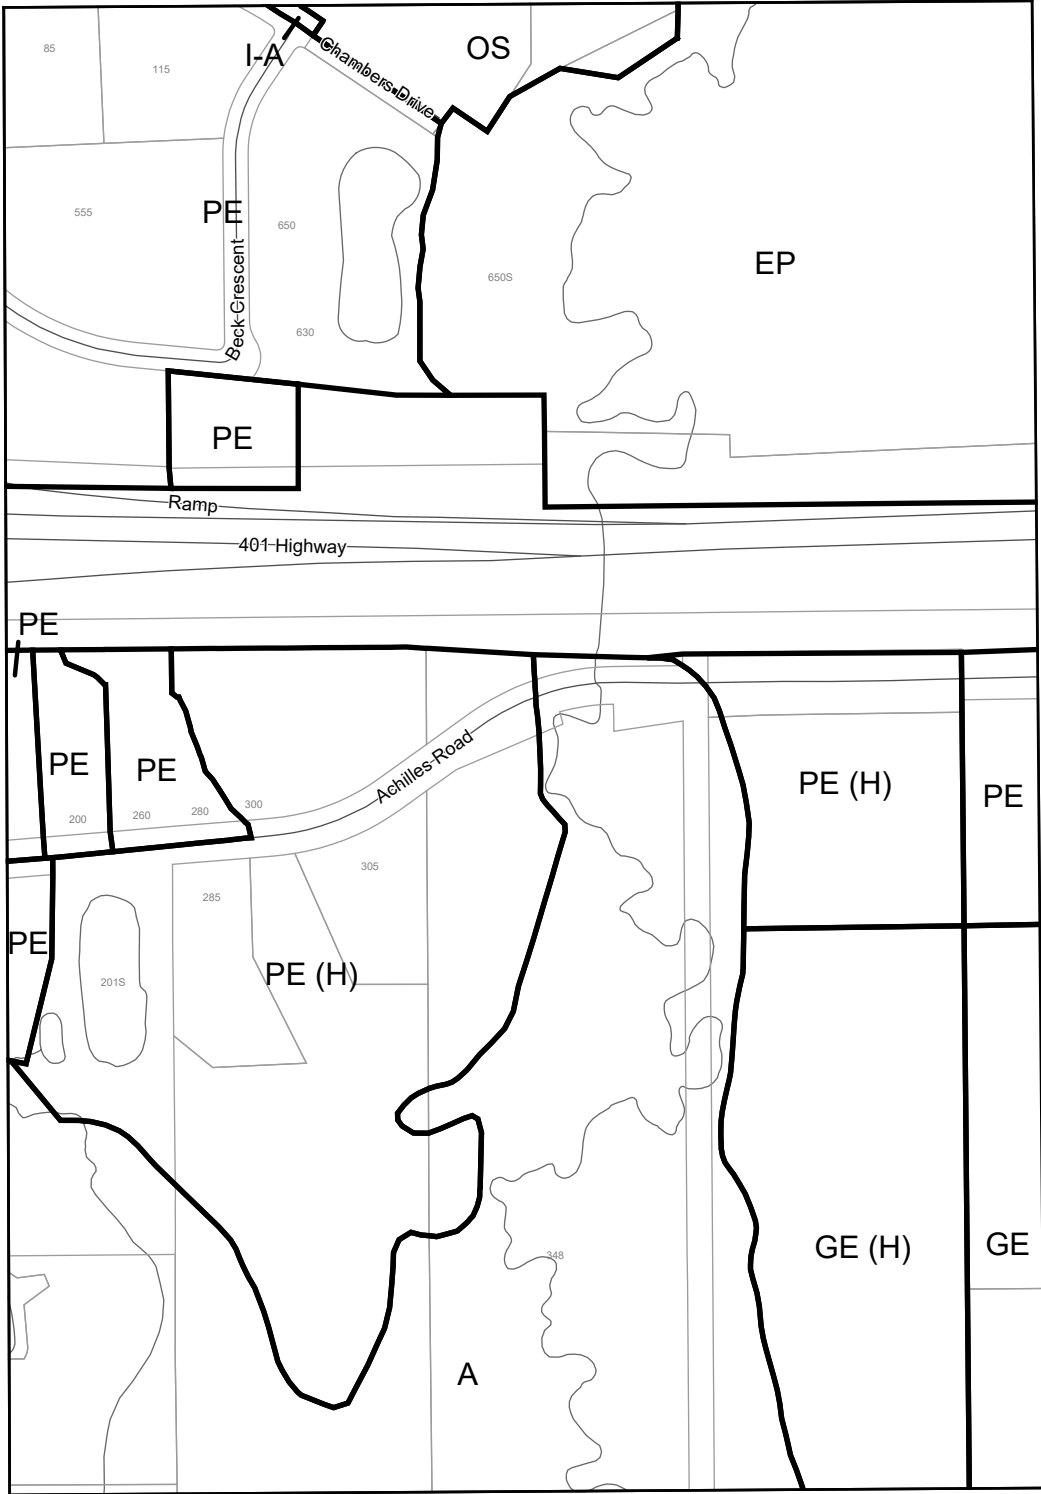 OS
85
I-A
Chambers Drive
115
555
PE
650
EP
650S
Beck Crescent
630
PE
Ramp
401 Highway
PE
PE
PE
Achilles Road
PE (H)
PE
200
260
280
300
305
285
PE
PE (H)
201S
GE (H)
GE
348
A